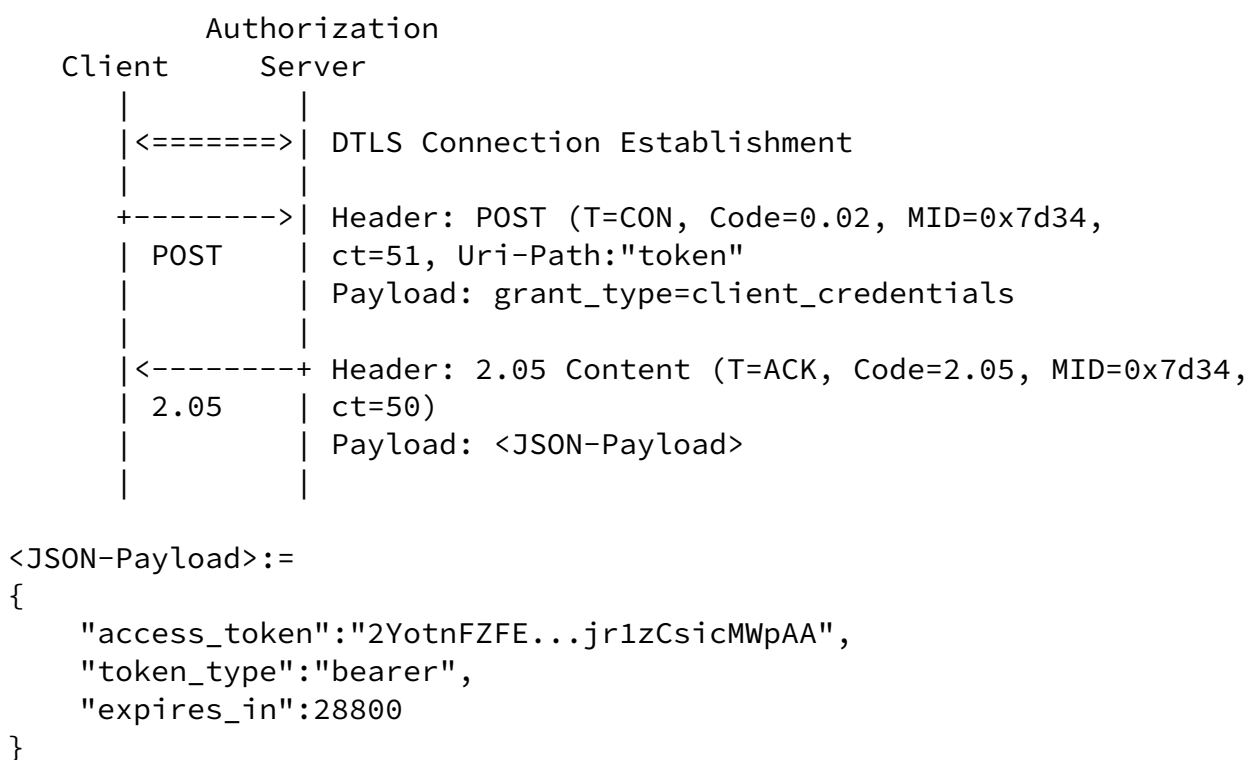 Authorization
   Client      Server
      |         |
      |<=======>| DTLS Connection Establishment
      |         |
      +-------->| Header: POST (T=CON, Code=0.02, MID=0x7d34,
      | POST    | ct=51, Uri-Path:"token"
      |         | Payload: grant_type=client_credentials
      |         |
      |<--------+ Header: 2.05 Content (T=ACK, Code=2.05, MID=0x7d34,
      | 2.05    | ct=50)
      |         | Payload: <JSON-Payload>
      |         |
<JSON-Payload>:=
{
    "access_token":"2YotnFZFE...jr1zCsicMWpAA",
    "token_type":"bearer",
    "expires_in":28800
}